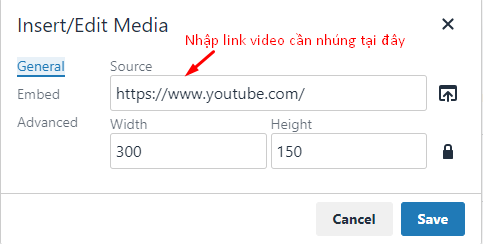 Insert/Edit Media
Nhập link video cần nhúng tại đây
General
Source
https://www.youtube.com/
Embed
Advanced
Width
Height
300
150
Cancel
Save